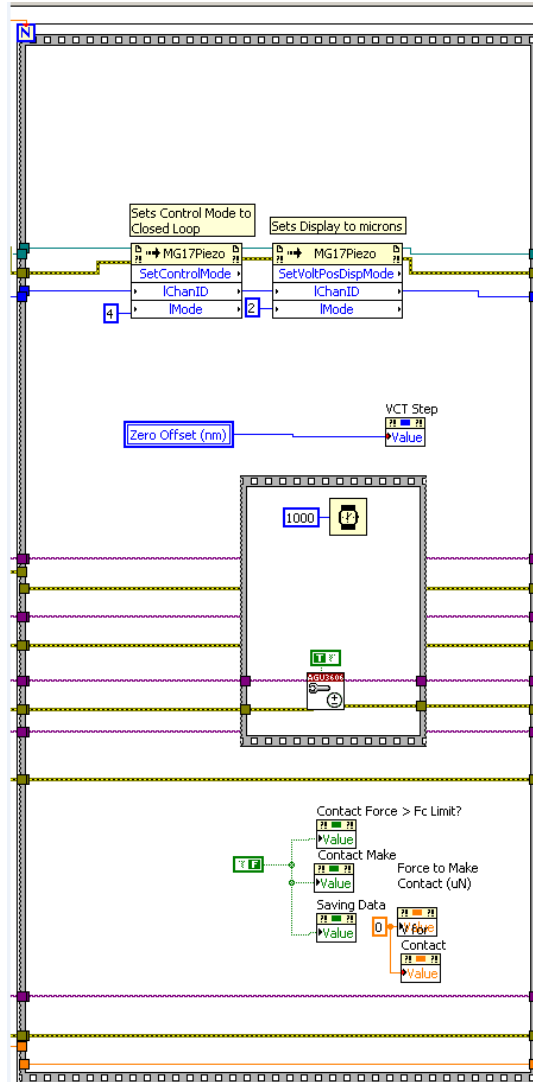 N
Sets Control Mode to
Closed Loop
Sets Display to microns
MG17Piezo
SetControlMode
lChanID
lMode
4
MG17Piezo
SetVoltPosDispMode
lChanID
lMode
2
VCT Step
Value
Zero Offset (nm)
1000
T
AGU3606
Contact Force > Fc Limit?
Value
F
Contact Make
Value
Force to Make
Contact (uN)
Value
Saving Data
Value
0
V for
Contact
Value